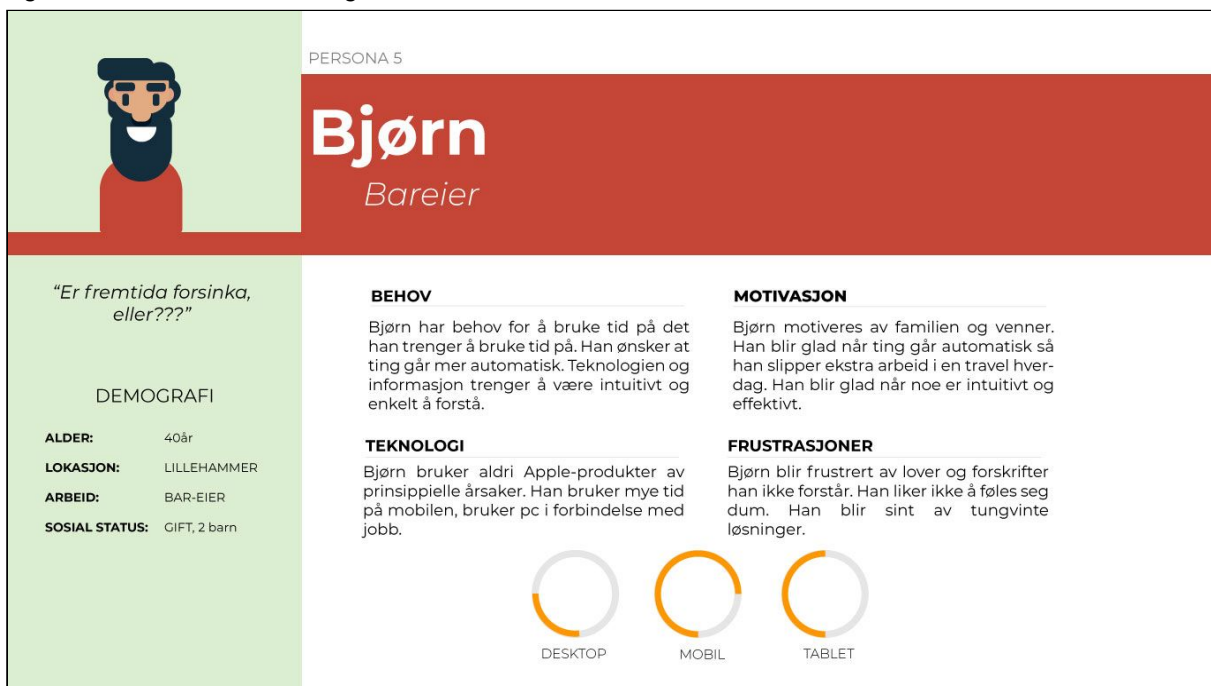 PERSONA 5
Bjørn
Bareier
“Er fremtida forsinka,
eller???”
DEMOGRAFI
ALDER: 40år
LOKASJON: LILLEHAMMER
ARBEID: BAR-EIER
SOSIAL STATUS: GIFT, 2 barn
BEHOV
Bjørn har behov for å bruke tid på det
han trenger å bruke tid på. Han ønsker at
ting går mer automatisk. Teknologien og
informasjon trenger å være intuitivt og
enkelt å forstå.
MOTIVASJON
Bjørn motiveres av familien og venner.
Han blir glad når ting går automatisk så
han slipper ekstra arbeid i en travel hver-
dag. Han blir glad når noe er intuitivt og
effektivt.
TEKNOLOGI
Bjørn bruker aldri Apple-produkter av
prinsippielle årsaker. Han bruker mye tid
på mobilen, bruker pc i forbindelse med
jobb.
FRUSTRASJONER
Bjørn blir frustrert av lover og forskrifter
han ikke forstår. Han liker ikke å føles seg
dum. Han blir sint av tungvinte
løsninger.
DESKTOP
MOBIL
TABLET